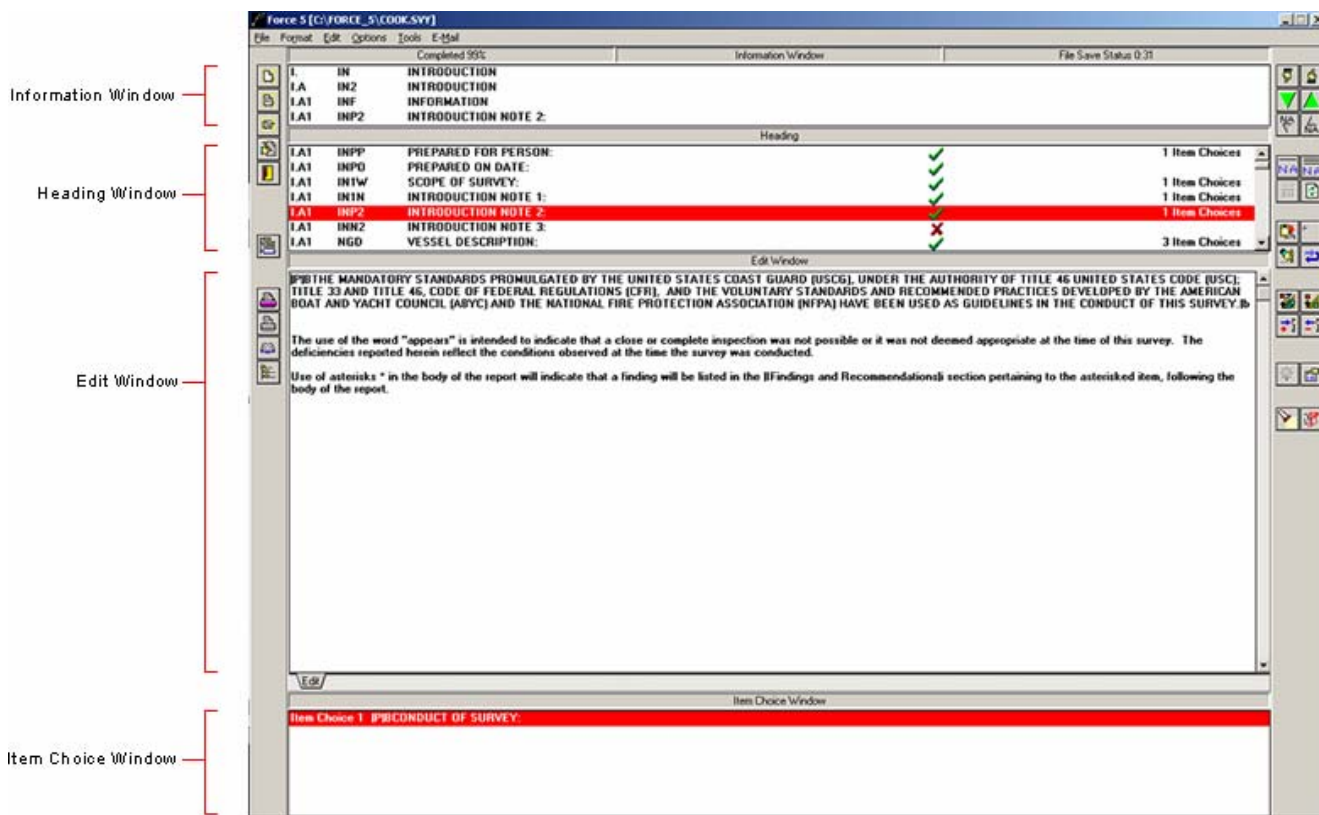 Force 5 [C:\FORCE_5\COOK.SVY]
File Format Edit Options Tools E-Mail
Completed 99% Information Window File Save Status 0:31
Information Window
I. IN INTRODUCTION
I.A IN2 INTRODUCTION
I.A1 INF INFORMATION
I.A1 INP2 INTRODUCTION NOTE 2:
Heading
Heading Window
I.A1 INPP PREPARED FOR PERSON: 1 Item Choices
I.A1 INPO PREPARED ON DATE:
I.A1 IN1W SCOPE OF SURVEY: 1 Item Choices
I.A1 IN1N INTRODUCTION NOTE 1: 1 Item Choices
I.A1 INP2 INTRODUCTION NOTE 2: 1 Item Choices
I.A1 INN2 INTRODUCTION NOTE 3:
I.A1 NGD VESSEL DESCRIPTION: 3 Item Choices
NA
NA NA
Edit Window
Edit Window
]P]BTHE MANDATORY STANDARDS PROMULGATED BY THE UNITED STATES COAST GUARD (USCG), UNDER THE AUTHORITY OF TITLE 46 UNITED STATES CODE (USC);
TITLE 33 AND TITLE 46, CODE OF FEDERAL REGULATIONS (CFR), AND THE VOLUNTARY STANDARDS AND RECOMMENDED PRACTICES DEVELOPED BY THE AMERICAN
BOAT AND YACHT COUNCIL (ABYC) AND THE NATIONAL FIRE PROTECTION ASSOCIATION (NFPA) HAVE BEEN USED AS GUIDELINES IN THE CONDUCT OF THIS SURVEY.]b
The use of the word "appears" is intended to indicate that a close or complete inspection was not possible or it was not deemed appropriate at the time of this survey. The
deficiencies reported herein reflect the conditions observed at the time the survey was conducted.
Use of asterisks * in the body of the report will indicate that a finding will be listed in the ]IFindings and Recommendations]i section pertaining to the asterisked item, following the
body of the report.
Edit
Item Choice Window
Item Choice Window
Item Choice 1 ]P]BCONDUCT OF SURVEY: